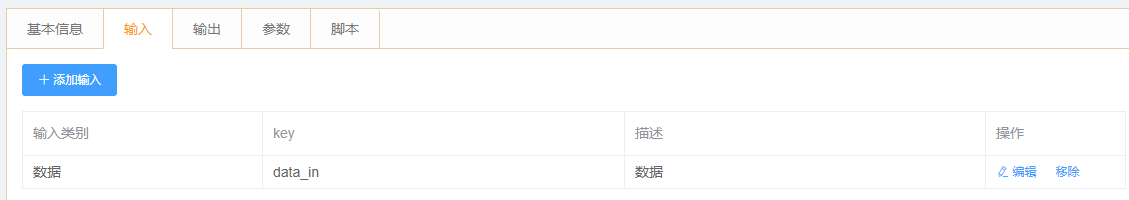 基本信息 输入 输出 参数 脚本
添加输入
输入类别 key 描述 操作
数据 data_in 数据 编辑 移除